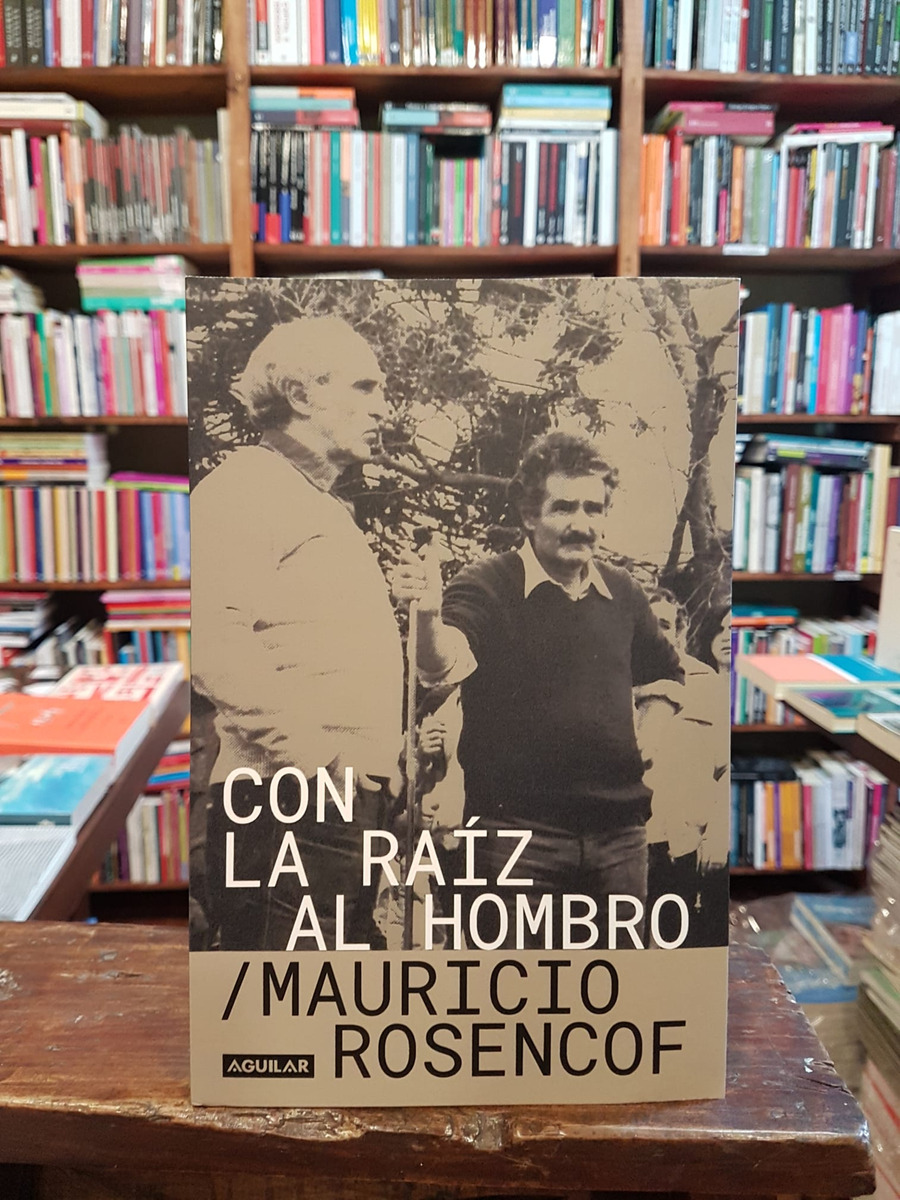 CON
LA RAÍZ
AL HOMBRO
/MAURICIO
ROSENCOF
AGUILAR